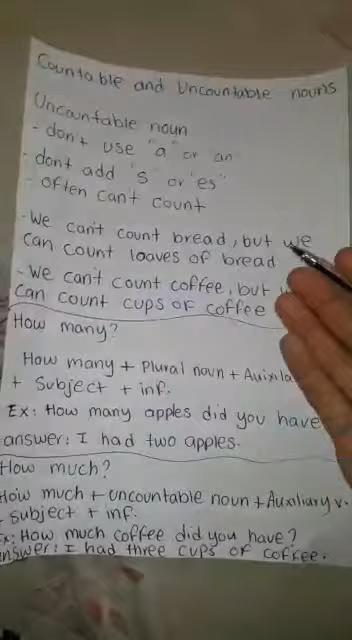 Countable and Uncountable nouns
Uncountable noun
- don't use "a" or an
- dont add "s" or "es"
- often can't count
- We can't count bread, but we
can count loaves of bread
- We can't count coffee, but
can count cups of coffee
How many?
How many + Plural noun +
+ Subject + inf.
Ex: How many apples did you have
answer: I had two apples.
How much?
How much + uncountable noun + Auxiliary v.
subject + inf.
Ex: How much coffee did you have?
answer: I had three cups of coffee.